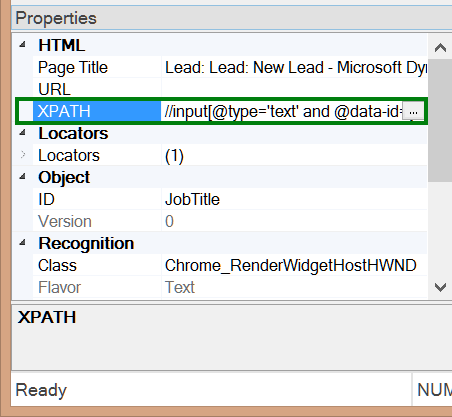 Properties
HTML
Page Title Lead: Lead: New Lead - Microsoft Dyn
URL
XPATH //input[@type='text' and @data-id= ...
Locators
Locators (1)
Object
ID JobTitle
Version 0
Recognition
Class Chrome_RenderWidgetHostHWND
Flavor Text
XPATH
Ready NUM